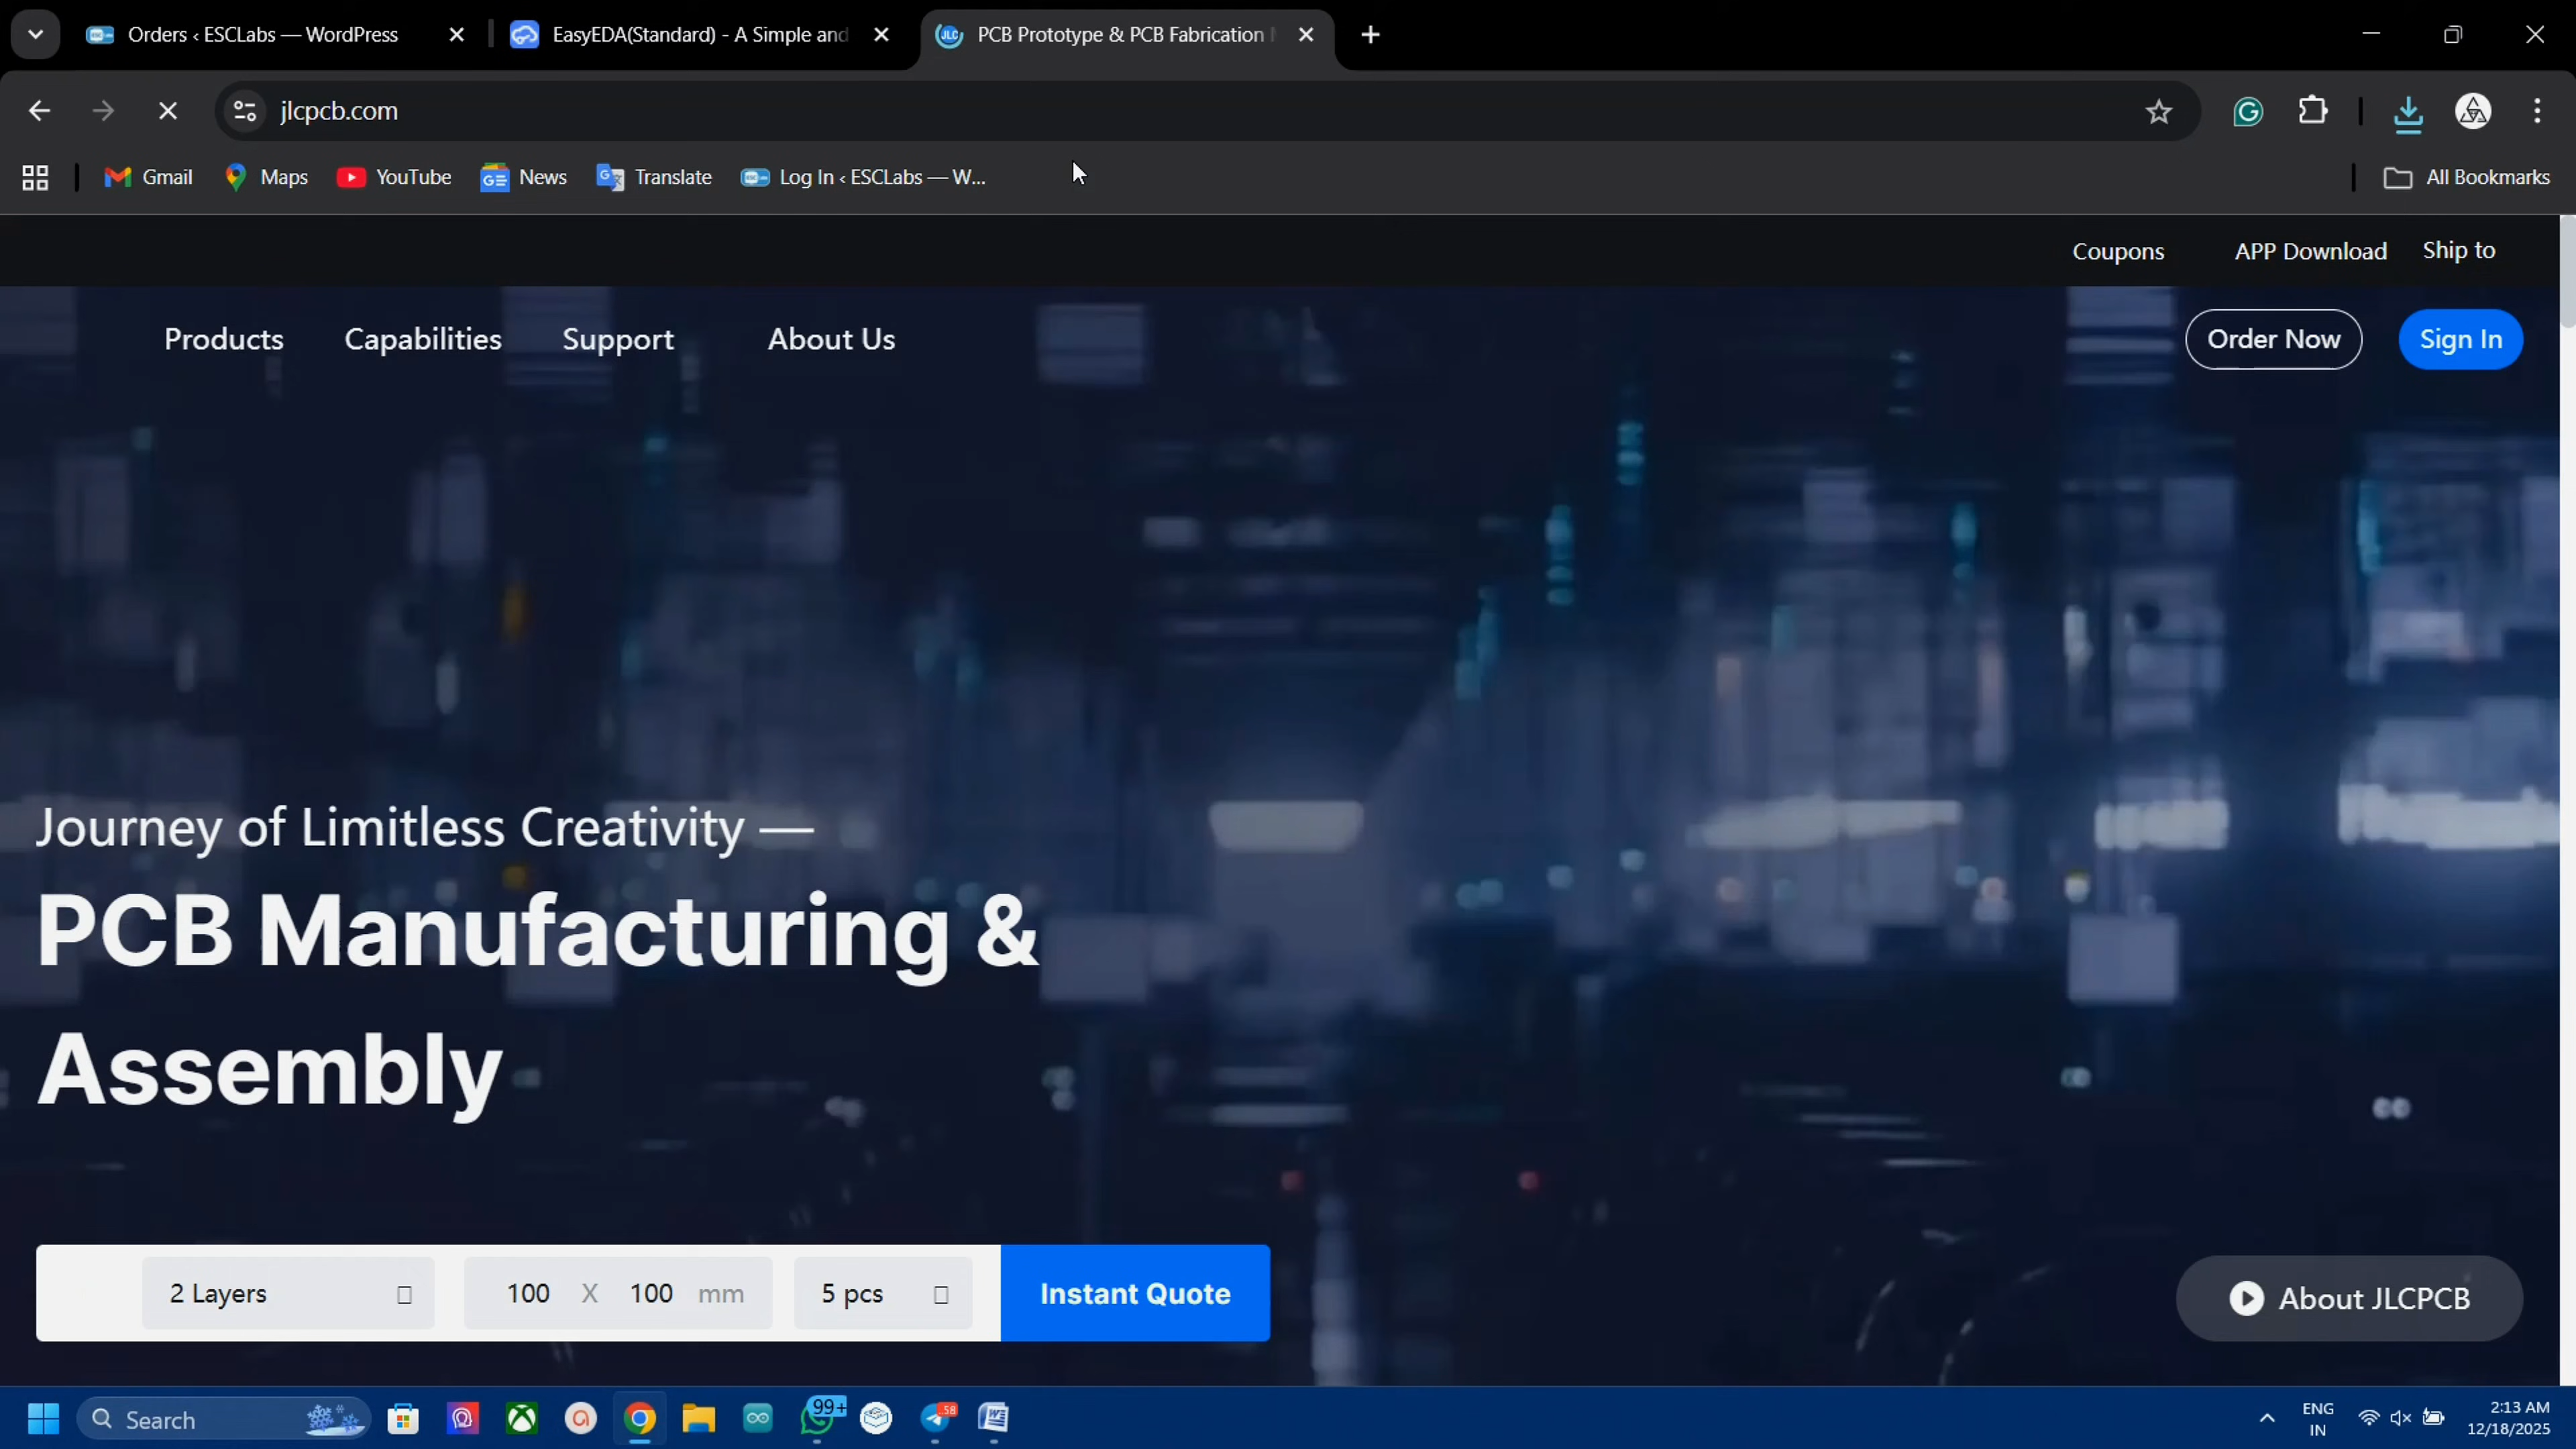 Orders ‹ ESCLabs — WordPress
EasyEDA(Standard) - A Simple and
JLC
PCB Prototype & PCB Fabrication
jlcpcb.com
Gmail
Maps
YouTube
News
Translate
Log In ‹ ESCLabs — W...
All Bookmarks
Coupons
APP Download
Ship to
Products
Capabilities
Support
About Us
Order Now
Sign In
Journey of Limitless Creativity —
PCB Manufacturing &
Assembly
2 Layers
100 X 100 mm
5 pcs
Instant Quote
About JLCPCB
Search
99+
58
ENG
IN
2:13 AM
12/18/2025